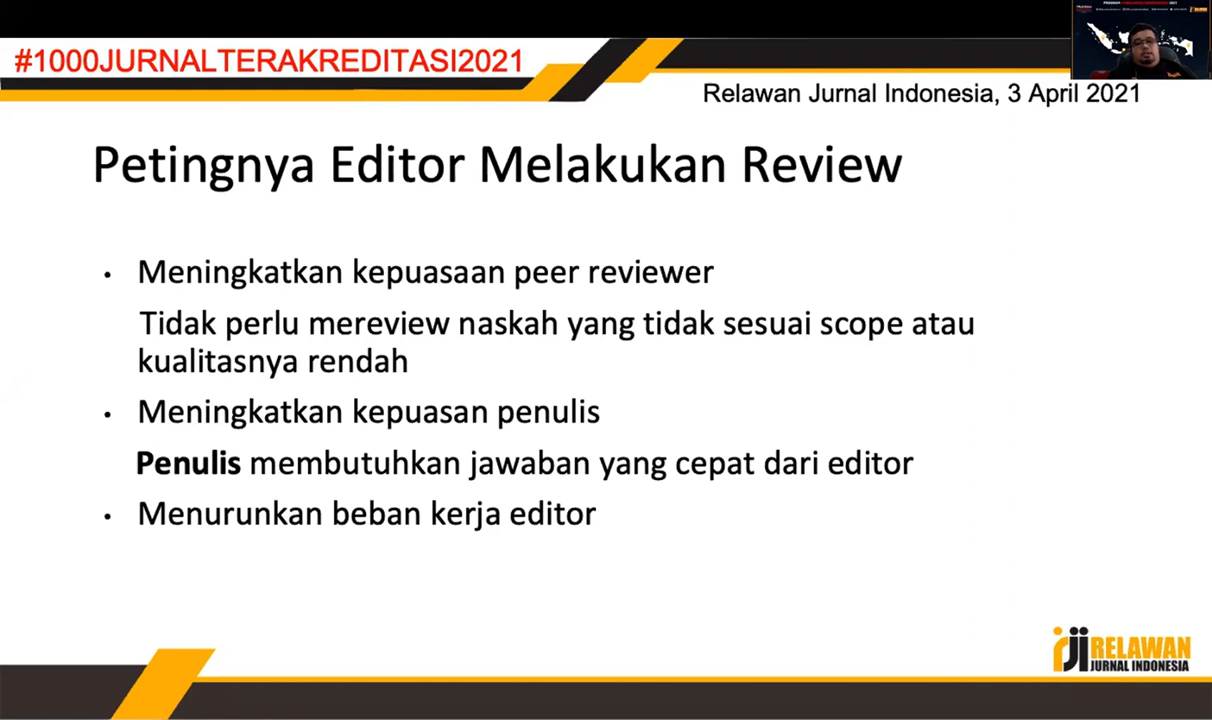 #1000JURNALTERAKREDITASI2021
Relawan Jurnal Indonesia, 3 April 2021
Petingnya Editor Melakukan Review
• Meningkatkan kepuasaan peer reviewer
Tidak perlu mereview naskah yang tidak sesuai scope atau
kualitasnya rendah
• Meningkatkan kepuasan penulis
Penulis membutuhkan jawaban yang cepat dari editor
• Menurunkan beban kerja editor
RELAWAN
JURNAL INDONESIA